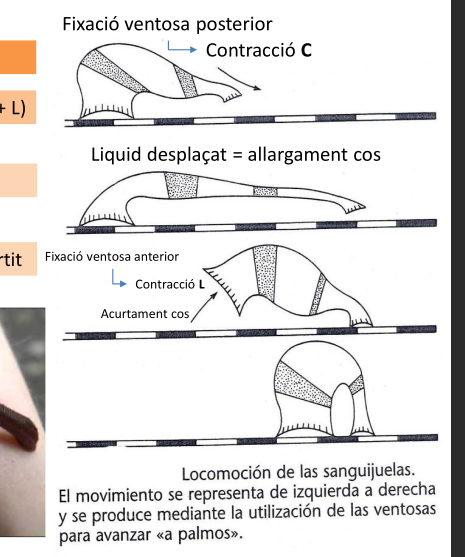 Fixació ventosa posterior
Contracció C
+ L)
Liquid desplaçat = allargament cos
rtit
Fixació ventosa anterior
Contracció L
Acurtament cos
Locomoción de las sanguijuelas.
El movimiento se representa de izquierda a derecha
y se produce mediante la utilización de las ventosas
para avanzar «a palmos».